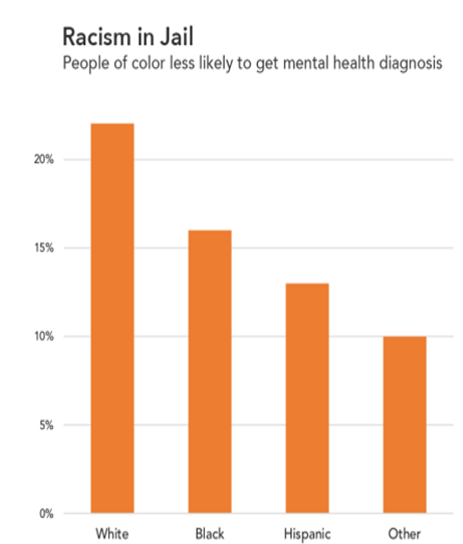 Racism in Jail
People of color less likely to get mental health diagnosis
20%
15%
10%
5%
0%
White Black Hispanic Other